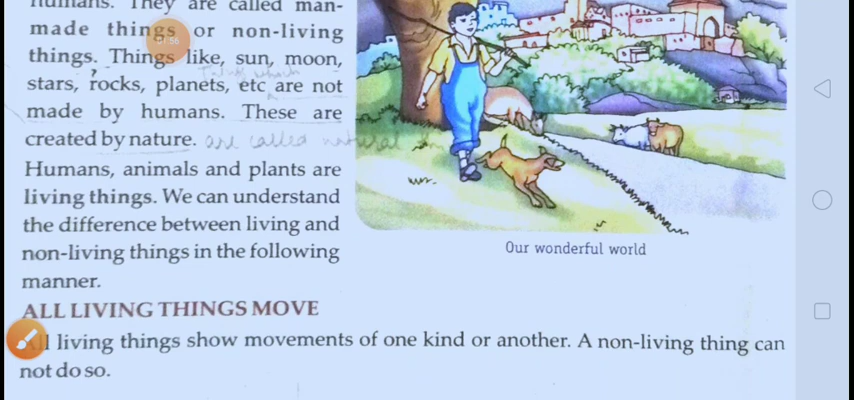 humans. They are called man-
made things or non-living
things. Things like, sun, moon,
Things which
stars, rocks, planets, etc are not
made by humans. These are
created by nature. are called natural
Humans, animals and plants are
living things. We can understand
the difference between living and
non-living things in the following
manner.
Our wonderful world
ALL LIVING THINGS MOVE
All living things show movements of one kind or another. A non-living thing can
not do so.